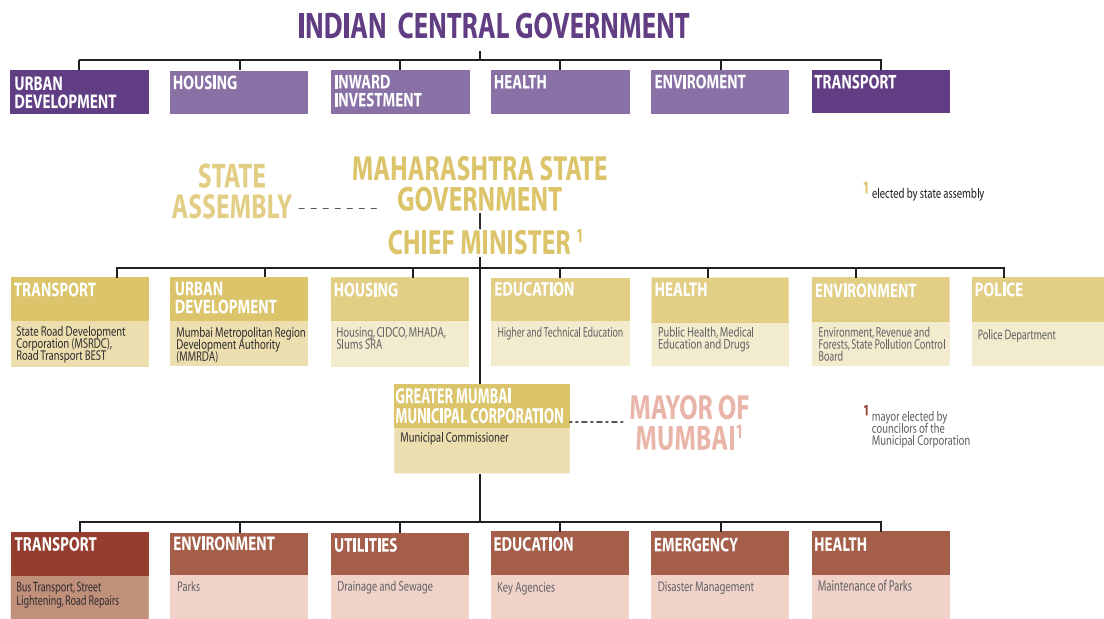 INDIAN CENTRAL GOVERNMENT
URBAN
DEVELOPMENT
HOUSING
INWARD
INVESTMENT
HEALTH
ENVIROMENT
TRANSPORT
STATE
ASSEMBLY
MAHARASHTRA STATE
GOVERNMENT
1 elected by state assembly
CHIEF MINISTER 1
TRANSPORT
State Road Development
Corporation (MSRDC),
Road Transport BEST
URBAN
DEVELOPMENT
Mumbai Metropolitan Region
Development Authority
(MMRDA)
HOUSING
Housing, CIDCO, MHADA,
Slums SRA
EDUCATION
Higher and Technical Education
HEALTH
Public Health, Medical
Education and Drugs
ENVIRONMENT
Environment, Revenue and
Forests, State Pollution Control
Board
POLICE
Police Department
GREATER MUMBAI
MUNICIPAL CORPORATION
Municipal Commissioner
MAYOR OF
MUMBAI1
1 mayor elected by
councilors of the
Municipal Corporation
TRANSPORT
Bus Transport, Street
Lightening, Road Repairs
ENVIRONMENT
Parks
UTILITIES
Drainage and Sewage
EDUCATION
Key Agencies
EMERGENCY
Disaster Management
HEALTH
Maintenance of Parks